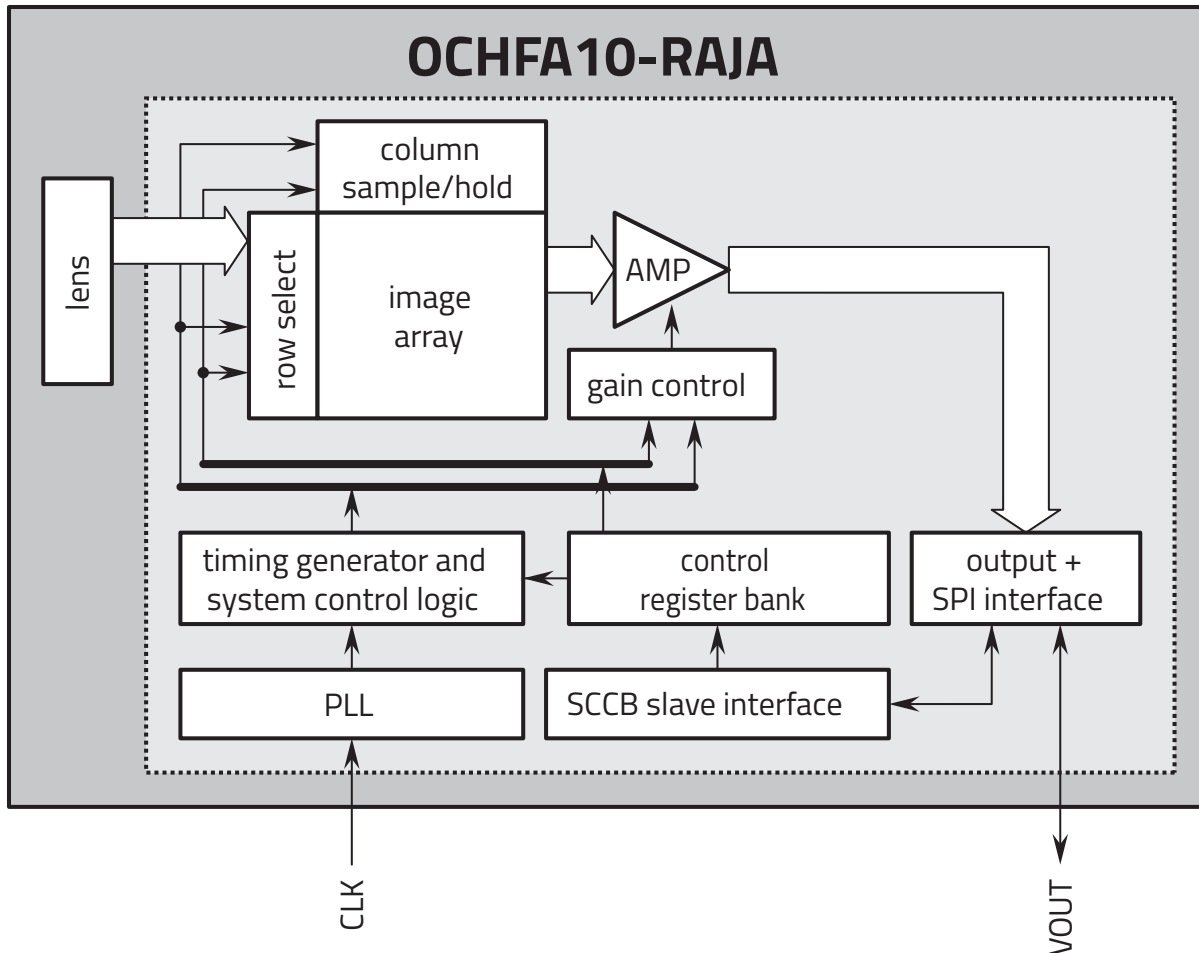 OCHFA10-RAJA
column
sample/hold
lens
row select
image
array
AMP
gain control
timing generator and
system control logic
control
register bank
output +
SPI interface
PLL
SCCB slave interface
CLK
VOUT